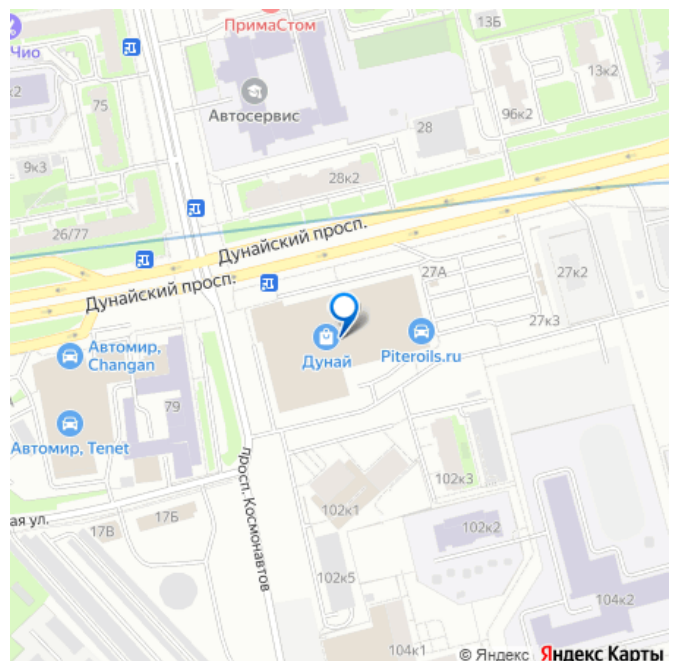 ПримаСтом
13Б
Чио
к2
75
Автосервис
13к2
96к2
28
9к3
28к2
26/77
Дунайский просп.
Дунайский просп.
27А
27к2
27к3
Автомир,
Changan
Дунай
Piteroils.ru
79
Автомир, Tenet
просп. Космонавтов
102к3
102к1
ая ул.
17В
17Б
102к2
102к5
104к2
104к1
© Яндекс Яндекс Карты